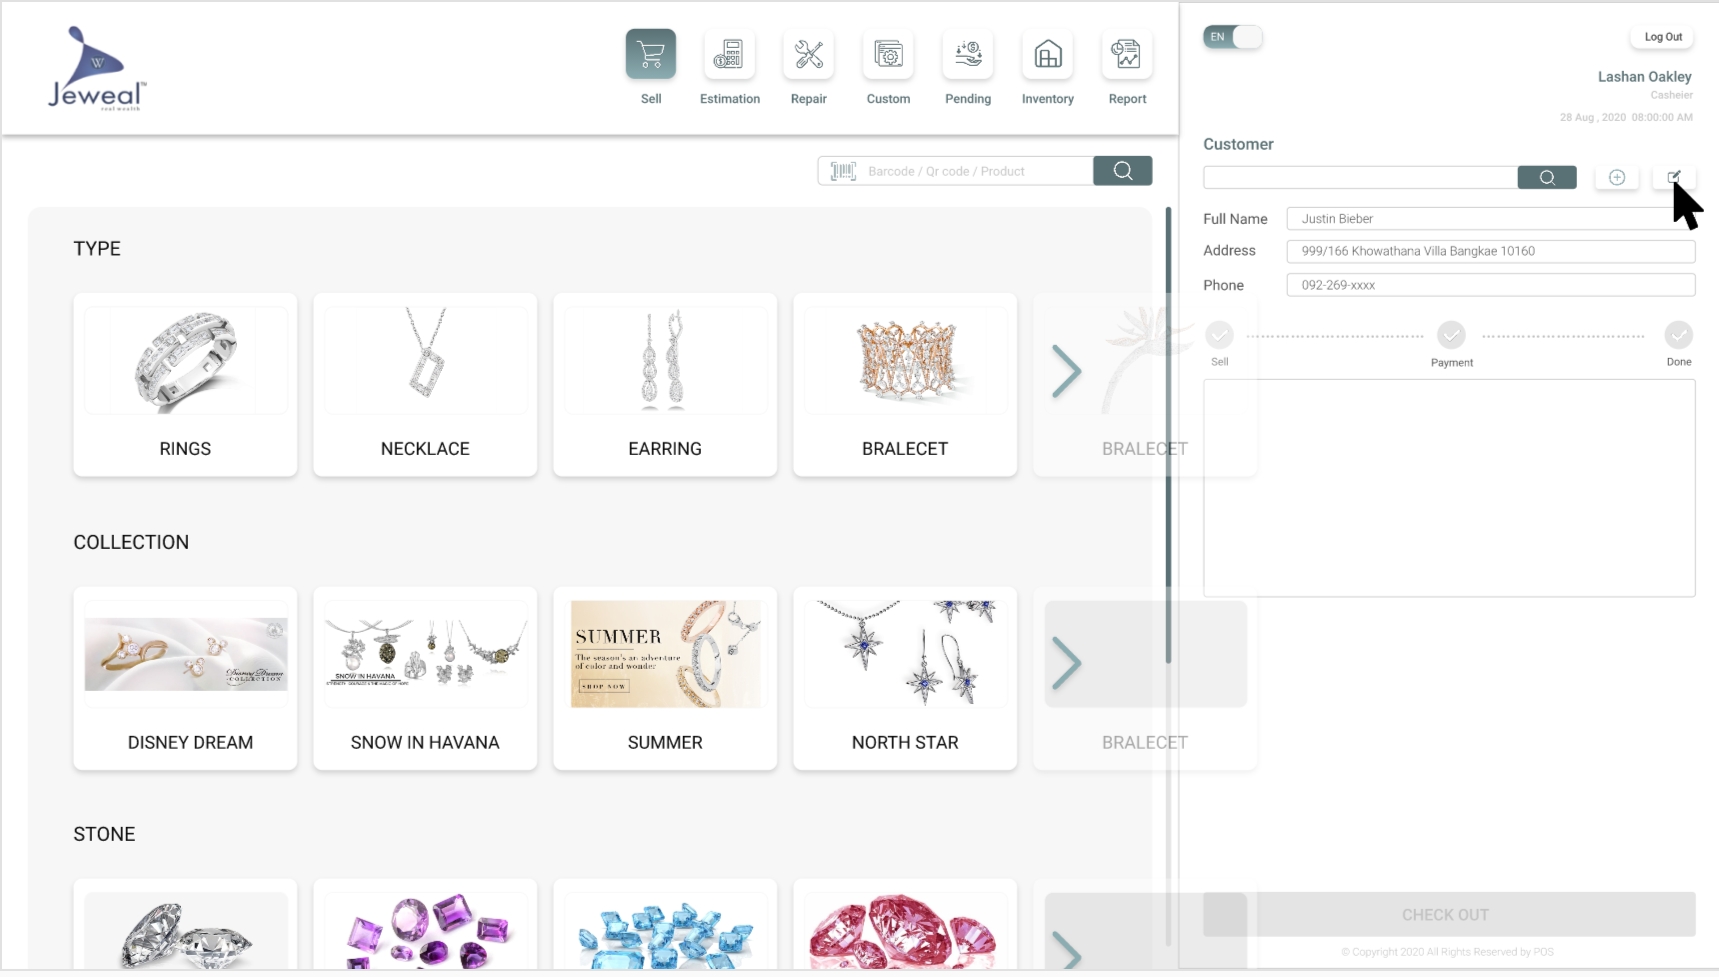 W
Jeweal™
real wealth
Sell
Estimation
Repair
Custom
Pending
Inventory
Report
EN
Log Out
Lashan Oakley
Casheier
28 Aug , 2020 08:00:00 AM
Barcode / Qr code / Product
Customer
Full Name
Justin Bieber
Address
999/166 Khowathana Villa Bangkae 10160
Phone
092-269-xxxx
Sell
Payment
Done
TYPE
RINGS
NECKLACE
EARRING
BRALECET
BRALECET
COLLECTION
Disney Dream
COLLECTION
SNOW IN HAVANA
SUMMER
The season's an adventure
of color and wonder
SHOP NOW
DISNEY DREAM
SNOW IN HAVANA
SUMMER
NORTH STAR
BRALECET
STONE
CHECK OUT
© Copyright 2020 All Rights Reserved by POS